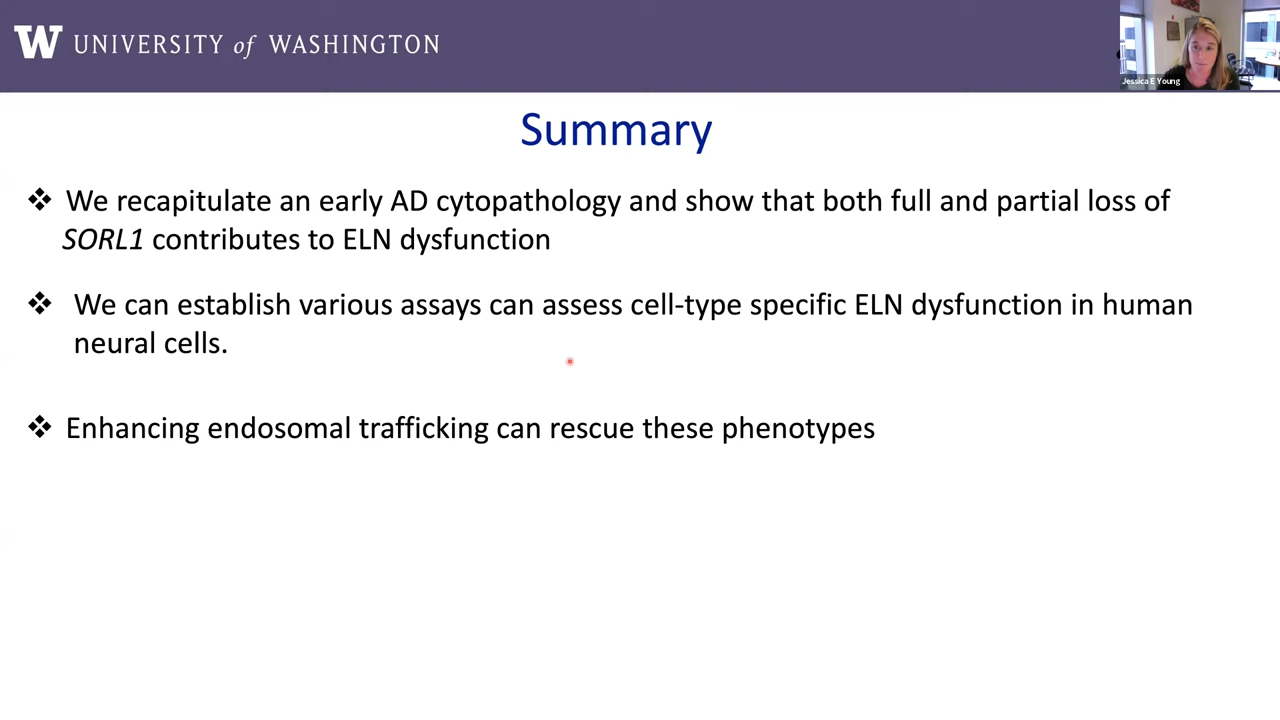 W UNIVERSITY of WASHINGTON
Jessica E Young
Summary
❖ We recapitulate an early AD cytopathology and show that both full and partial loss of
SORL1 contributes to ELN dysfunction
❖ We can establish various assays can assess cell-type specific ELN dysfunction in human
neural cells.
❖ Enhancing endosomal trafficking can rescue these phenotypes